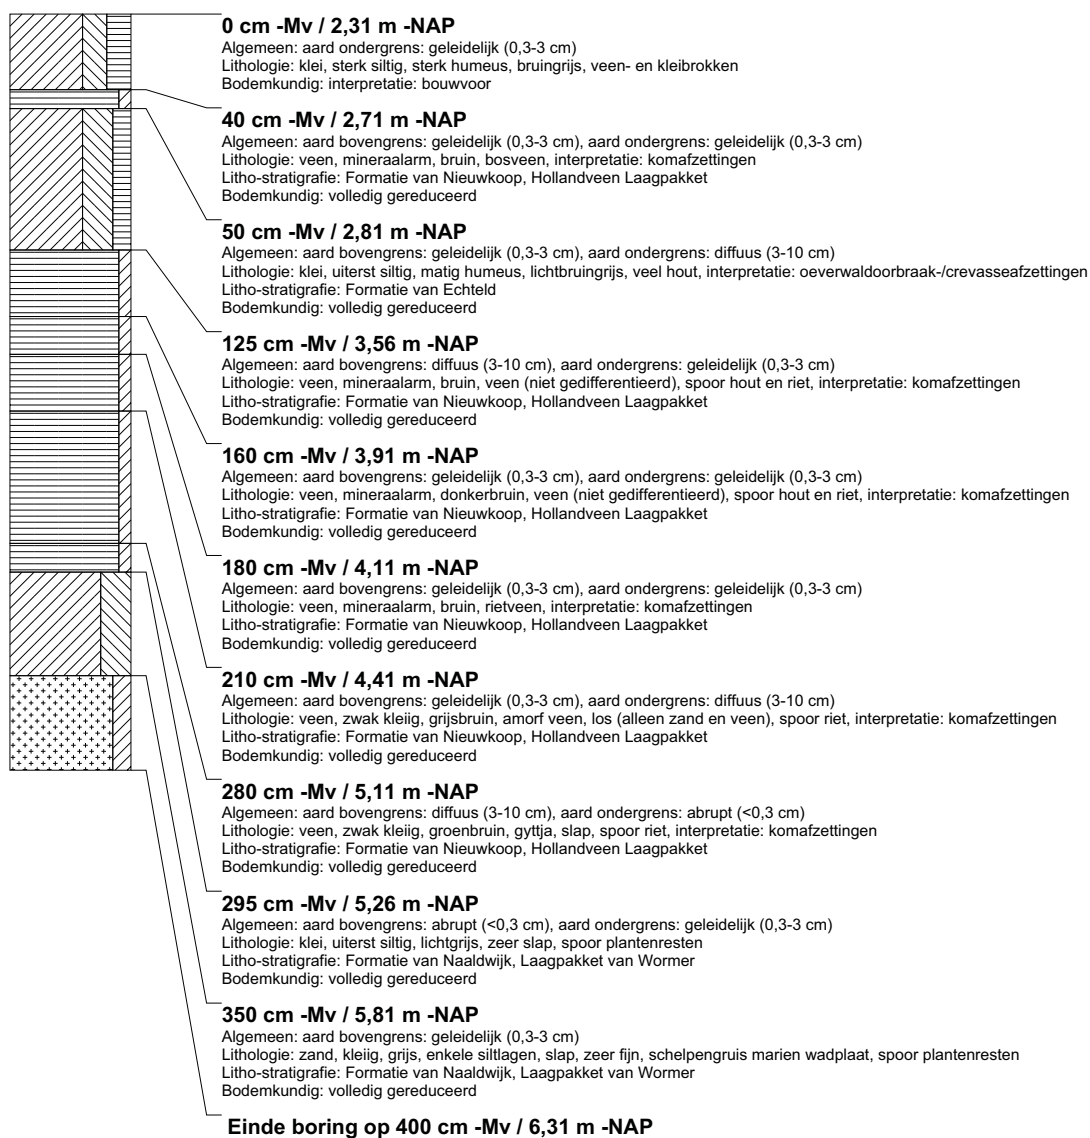 0 cm -Mv / 2,31 m -NAP
Algemeen: aard ondergrens: geleidelijk (0,3-3 cm)
Lithologie: klei, sterk siltig, sterk humeus, bruingrijs, veen- en kleibrokken
Bodemkundig: interpretatie: bouwvoor
40 cm -Mv / 2,71 m -NAP
Algemeen: aard bovengrens: geleidelijk (0,3-3 cm), aard ondergrens: geleidelijk (0,3-3 cm)
Lithologie: veen, mineraalarm, bruin, bosveen, interpretatie: komafzettingen
Litho-stratigrafie: Formatie van Nieuwkoop, Hollandveen Laagpakket
Bodemkundig: volledig gereduceerd
50 cm -Mv / 2,81 m -NAP
Algemeen: aard bovengrens: geleidelijk (0,3-3 cm), aard ondergrens: diffuus (3-10 cm)
Lithologie: klei, uiterst siltig, matig humeus, lichtbruingrijs, veel hout, interpretatie: oeverwaldoorbraak-/crevasseafzettingen
Litho-stratigrafie: Formatie van Echteld
Bodemkundig: volledig gereduceerd
125 cm -Mv / 3,56 m -NAP
Algemeen: aard bovengrens: diffuus (3-10 cm), aard ondergrens: geleidelijk (0,3-3 cm)
Lithologie: veen, mineraalarm, bruin, veen (niet gedifferentieerd), spoor hout en riet, interpretatie: komafzettingen
Litho-stratigrafie: Formatie van Nieuwkoop, Hollandveen Laagpakket
Bodemkundig: volledig gereduceerd
160 cm -Mv / 3,91 m -NAP
Algemeen: aard bovengrens: geleidelijk (0,3-3 cm), aard ondergrens: geleidelijk (0,3-3 cm)
Lithologie: veen, mineraalarm, donkerbruin, veen (niet gedifferentieerd), spoor hout en riet, interpretatie: komafzettingen
Litho-stratigrafie: Formatie van Nieuwkoop, Hollandveen Laagpakket
Bodemkundig: volledig gereduceerd
180 cm -Mv / 4,11 m -NAP
Algemeen: aard bovengrens: geleidelijk (0,3-3 cm), aard ondergrens: geleidelijk (0,3-3 cm)
Lithologie: veen, mineraalarm, bruin, rietveen, interpretatie: komafzettingen
Litho-stratigrafie: Formatie van Nieuwkoop, Hollandveen Laagpakket
Bodemkundig: volledig gereduceerd
210 cm -Mv / 4,41 m -NAP
Algemeen: aard bovengrens: geleidelijk (0,3-3 cm), aard ondergrens: diffuus (3-10 cm)
Lithologie: veen, zwak kleiig, grijsbruin, amorf veen, los (alleen zand en veen), spoor riet, interpretatie: komafzettingen
Litho-stratigrafie: Formatie van Nieuwkoop, Hollandveen Laagpakket
Bodemkundig: volledig gereduceerd
280 cm -Mv / 5,11 m -NAP
Algemeen: aard bovengrens: diffuus (3-10 cm), aard ondergrens: abrupt (<0,3 cm)
Lithologie: veen, zwak kleiig, groenbruin, gyttja, slap, spoor riet, interpretatie: komafzettingen
Litho-stratigrafie: Formatie van Nieuwkoop, Hollandveen Laagpakket
Bodemkundig: volledig gereduceerd
295 cm -Mv / 5,26 m -NAP
Algemeen: aard bovengrens: abrupt (<0,3 cm), aard ondergrens: geleidelijk (0,3-3 cm)
Lithologie: klei, uiterst siltig, lichtgrijs, zeer slap, spoor plantenresten
Litho-stratigrafie: Formatie van Naaldwijk, Laagpakket van Wormer
Bodemkundig: volledig gereduceerd
350 cm -Mv / 5,81 m -NAP
Algemeen: aard bovengrens: geleidelijk (0,3-3 cm)
Lithologie: zand, kleiig, grijs, enkele siltlagen, slap, zeer fijn, schelpengruis marien wadplaat, spoor plantenresten
Litho-stratigrafie: Formatie van Naaldwijk, Laagpakket van Wormer
Bodemkundig: volledig gereduceerd
Einde boring op 400 cm -Mv / 6,31 m -NAP